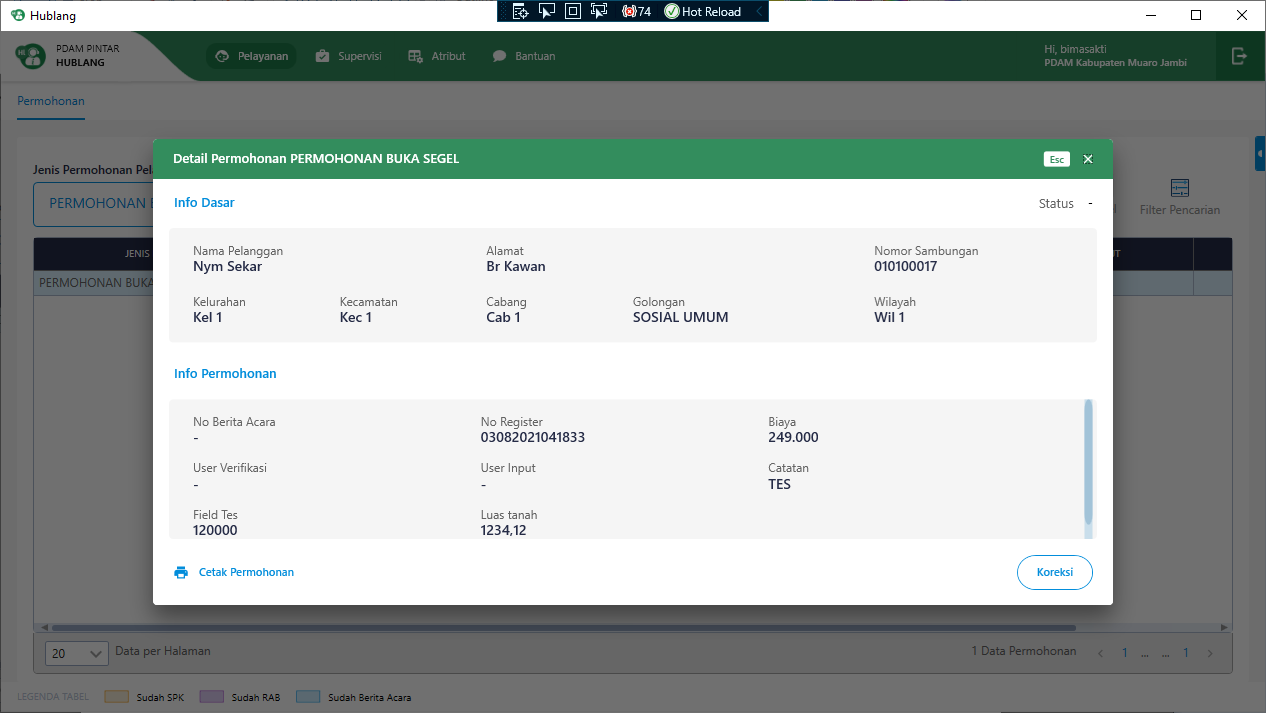 Hublang
74 Hot Reload
PDAM PINTAR
HUBLANG
Pelayanan Supervisi Atribut Bantuan
Hi, bimasakti
PDAM Kabupaten Muaro Jambi
Permohonan
Detail Permohonan PERMOHONAN BUKA SEGEL Esc
Jenis Permohonan Pel
PERMOHONAN B
Filter Pencarian
JENIS
PERMOHONAN BUKA
Info Dasar Status -
Nama Pelanggan Alamat Nomor Sambungan
Nym Sekar Br Kawan 010100017
Kelurahan Kecamatan Cabang Golongan Wilayah
Kel 1 Kec 1 Cab 1 SOSIAL UMUM Wil 1
Info Permohonan
No Berita Acara No Register Biaya
- 03082021041833 249.000
User Verifikasi User Input Catatan
- - TES
Field Tes Luas tanah
120000 1234,12
Cetak Permohonan Koreksi
20 Data per Halaman 1 Data Permohonan 1 ... ... 1
LEGENDA TABEL Sudah SPK Sudah RAB Sudah Berita Acara